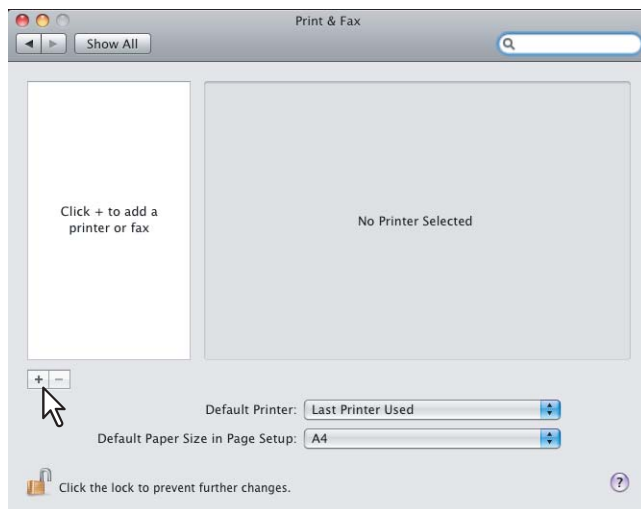 Print & Fax
Show All
Click + to add a
printer or fax
No Printer Selected
+ −
Default Printer: Last Printer Used
Default Paper Size in Page Setup: A4
Click the lock to prevent further changes.
?